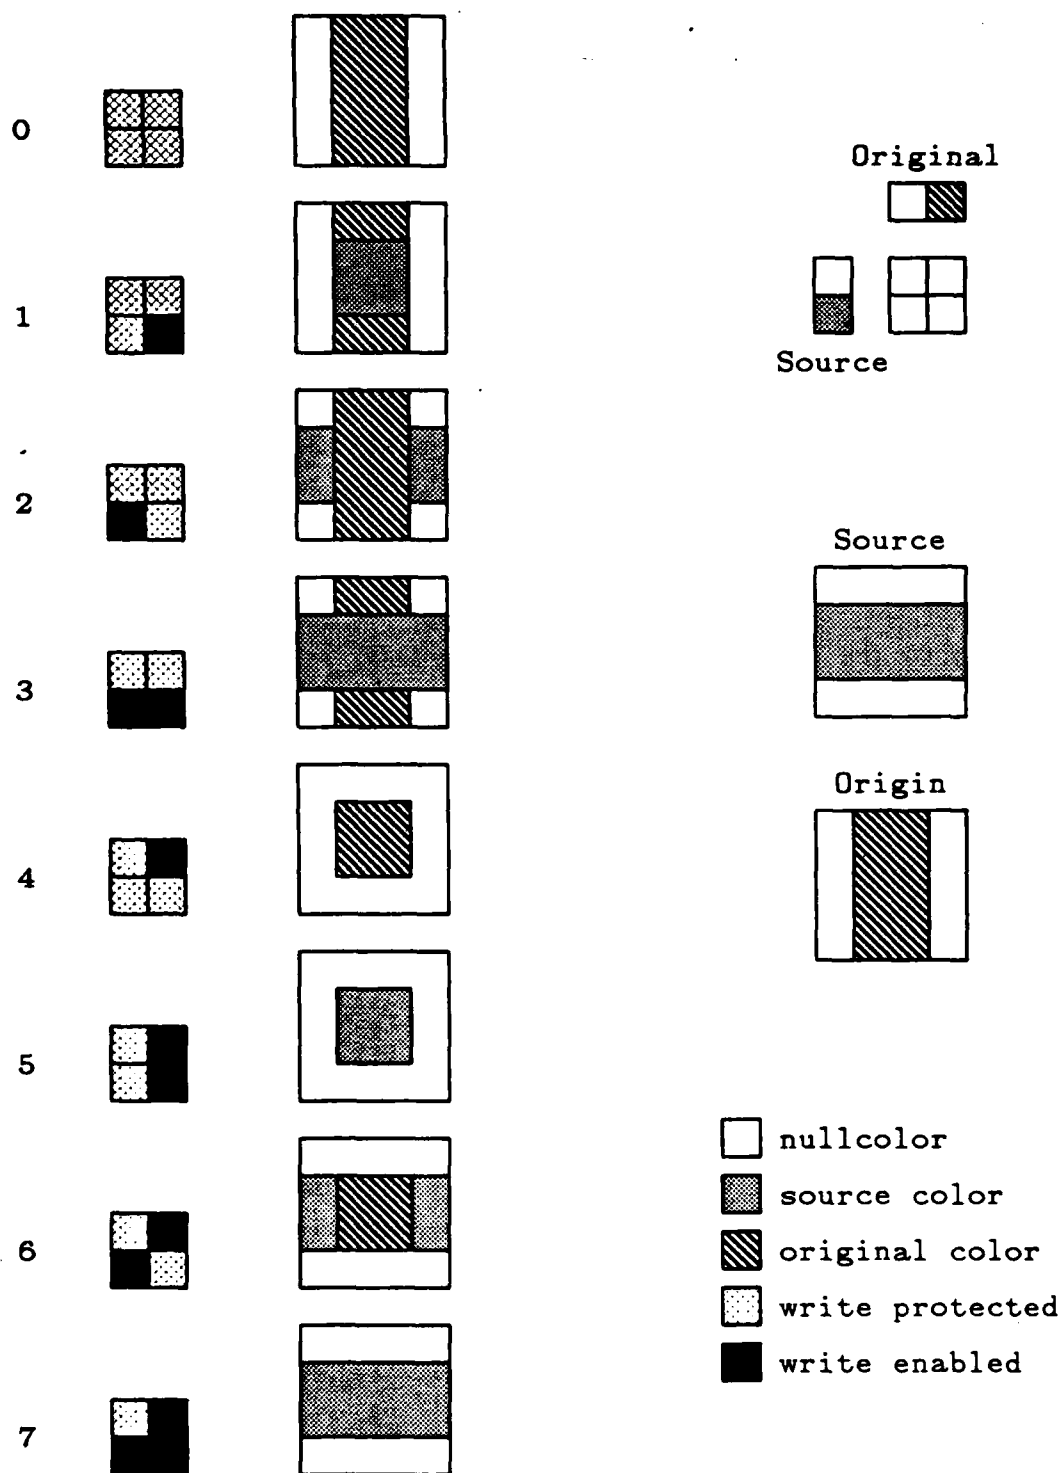 0
Original
1
Source
2
Source
3
Origin
4
5
nullcolor
source color
original color
6
write protected
write enabled
7